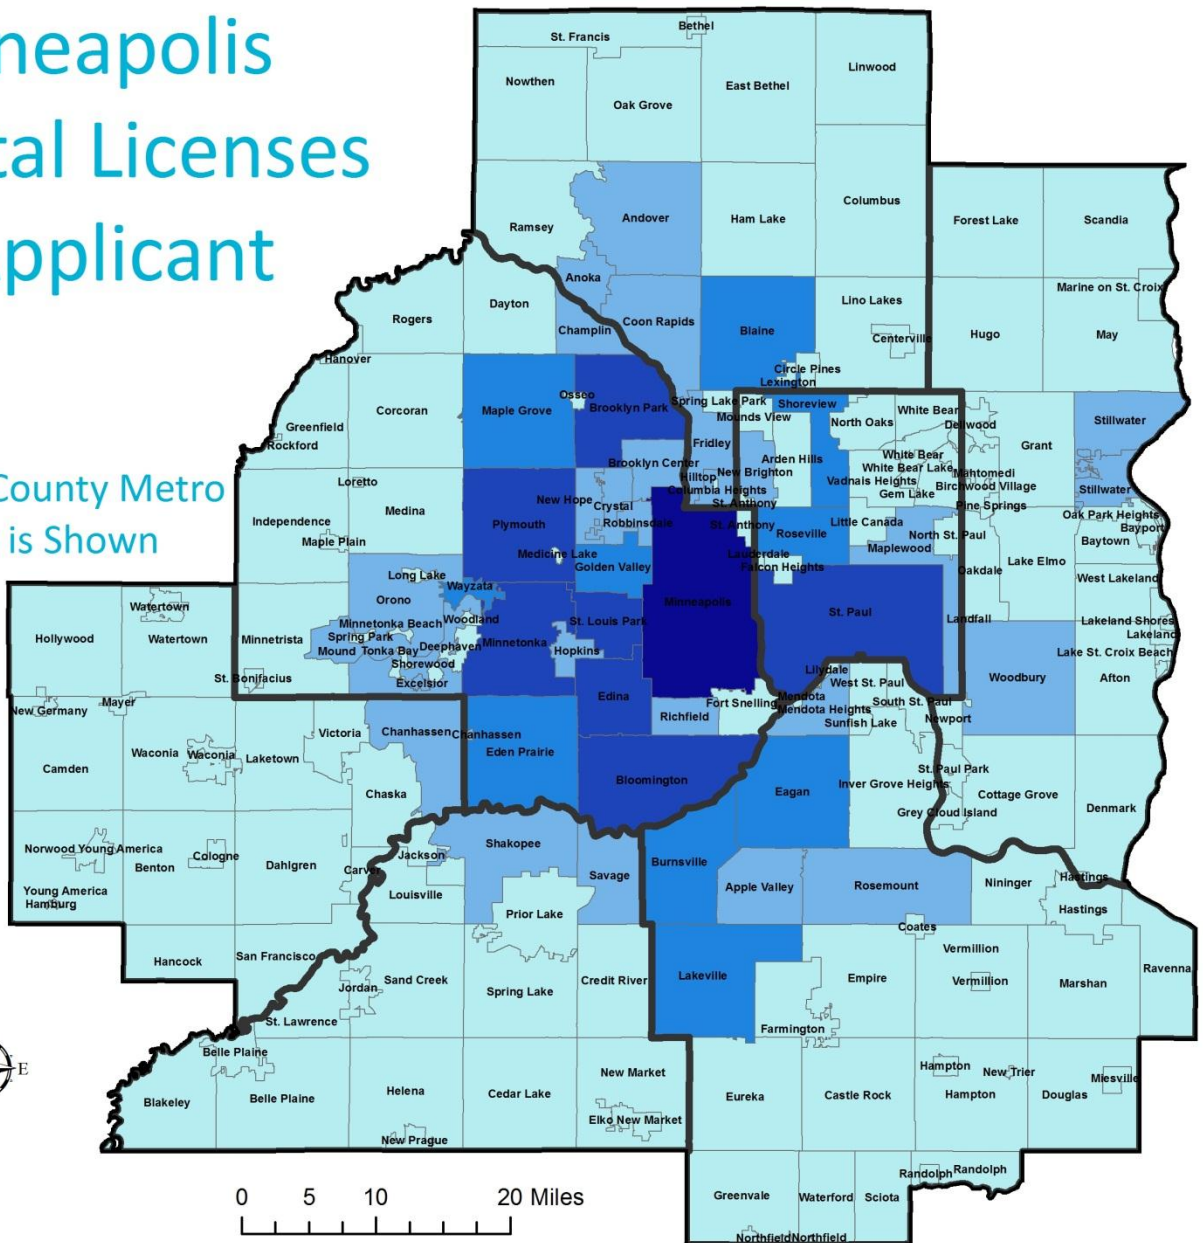 neapolis
tal Licenses
pplicant
County Metro
is Shown
St. Francis
Bethel
Nowthen
Oak Grove
East Bethel
Linwood
Ramsey
Andover
Ham Lake
Columbus
Forest Lake
Scandia
Anoka
Dayton
Rogers
Champlin
Coon Rapids
Blaine
Lino Lakes
Centerville
Hugo
May
Marine on St. Croix
Hanover
Circle Pines
Lexington
Corcoran
Maple Grove
Osseo
Brooklyn Park
Spring Lake Park
Mounds View
Shoreview
North Oaks
White Bear
Dellwood
Grant
Stillwater
Greenfield
Rockford
Fridley
Brooklyn Center
Hilltop
New Brighton
Arden Hills
White Bear
White Bear Lake
Vadnais Heights
Gem Lake
Mahtomedi
Birchwood Village
Pine Springs
Stillwater
Loretto
Medina
Independence
Maple Plain
Plymouth
New Hope
Crystal
Robbinsdale
Columbia Heights
St. Anthony
St. Anthony
Roseville
Little Canada
North St. Paul
Maplewood
Oakdale
Lake Elmo
Oak Park Heights
Bayport
Baytown
West Lakeland
Medicine Lake
Golden Valley
Lauderdale
Falcon Heights
Long Lake
Wayzata
Orono
Woodland
Minnetonka Beach
Spring Park
Mound
Tonka Bay
Deephaven
Shorewood
Excelsior
Minnetonka
St. Louis Park
Hopkins
Minneapolis
St. Paul
Landfall
Lakeland Shores
Lakeland
Lake St. Croix Beach
Afton
Woodbury
Hollywood
Watertown
Watertown
Minnetrista
St. Bonifacius
Edina
Richfield
Fort Snelling
Lilydale
Mendota
Mendota Heights
West St. Paul
South St. Paul
Sunfish Lake
Newport
New Germany
Mayer
Victoria
Chanhassen
Chanhassen
Eden Prairie
Bloomington
Eagan
Inver Grove Heights
St. Paul Park
Grey Cloud Island
Cottage Grove
Denmark
Camden
Waconia
Waconia
Laketown
Chaska
Norwood Young America
Benton
Cologne
Dahlgren
Carver
Jackson
Louisville
Shakopee
Savage
Burnsville
Apple Valley
Rosemount
Nininger
Hastings
Hastings
Young America
Hamburg
Prior Lake
Coates
Hancock
San Francisco
Jordan
Sand Creek
Spring Lake
Credit River
Lakeville
Empire
Vermillion
Vermillion
Marshan
Ravenna
St. Lawrence
Farmington
Belle Plaine
Blakeley
Belle Plaine
Helena
New Prague
Cedar Lake
New Market
Elko New Market
Eureka
Castle Rock
Hampton
Hampton
New Trier
Douglas
Miesville
Greenvale
Waterford
Sciota
Randolph
Randolph
Northfield
Northfield
E
0 5 10 20 Miles